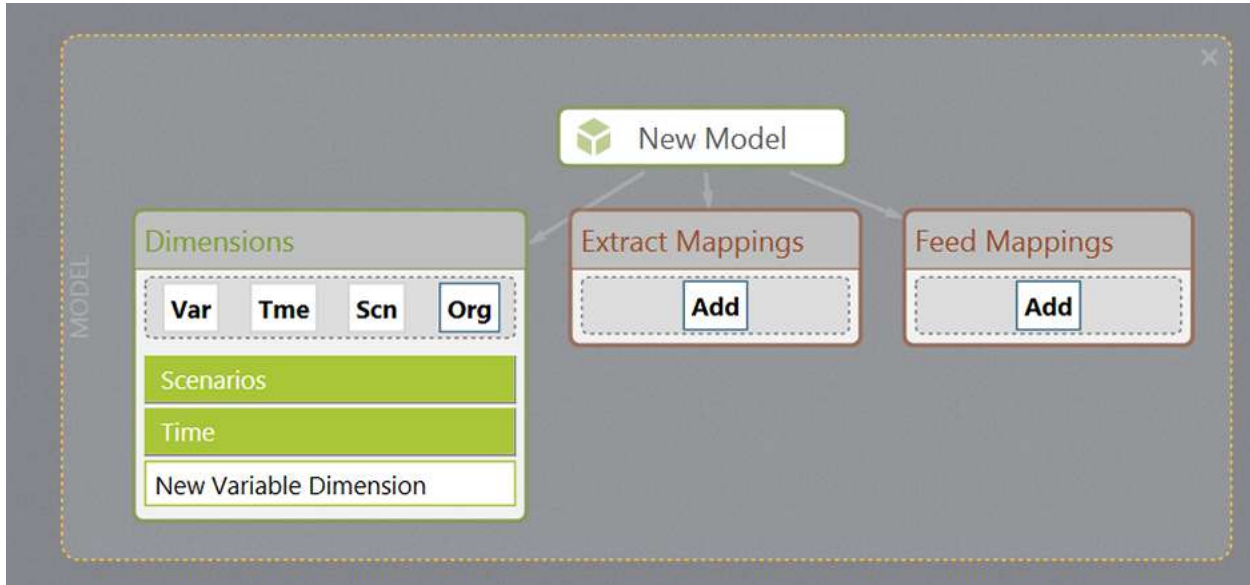 New Model
MODEL
Dimensions
Var Tme Scn Org
Scenarios
Time
New Variable Dimension
Extract Mappings
Add
Feed Mappings
Add